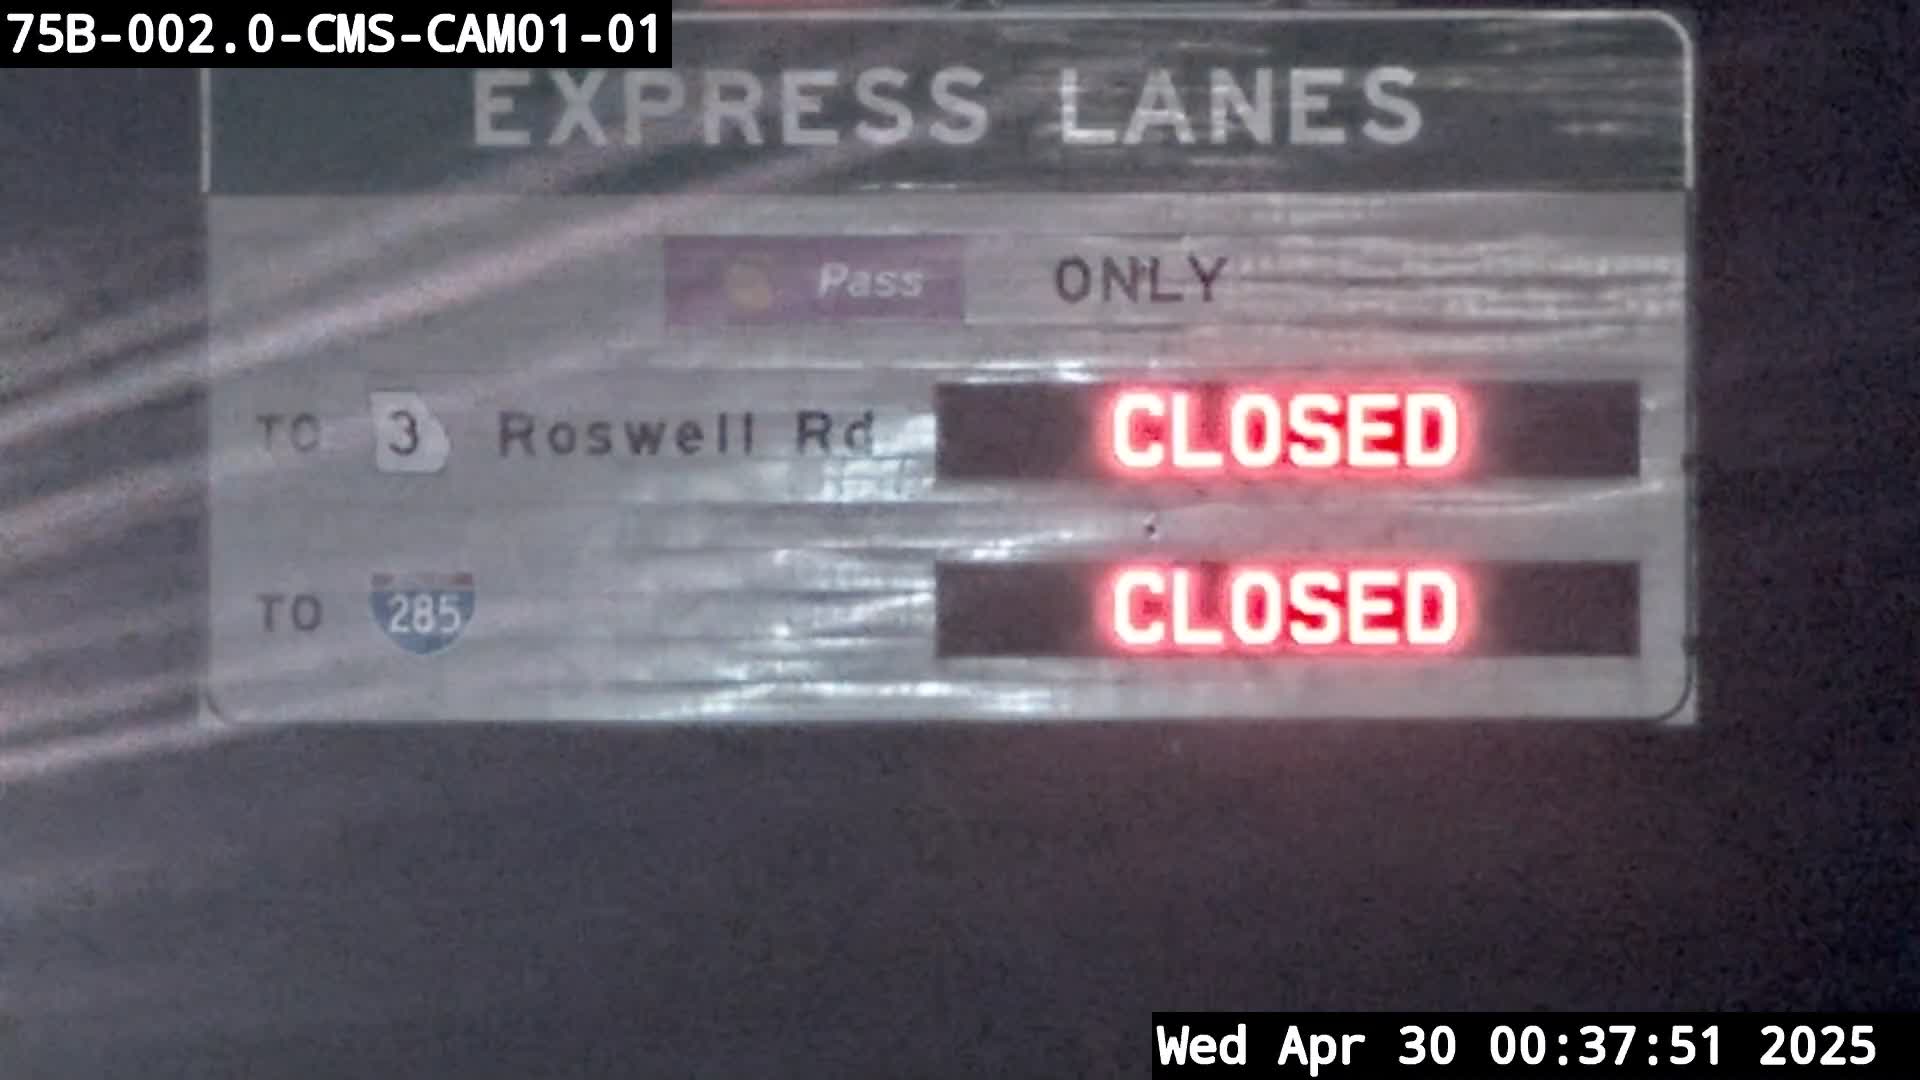 75B-002.0-CMS-CAM01-01
EXPRESS LANES
Pass ONLY
TO 3 Roswell Rd CLOSED
TO 285 CLOSED
Wed Apr 30 00:37:51 2025